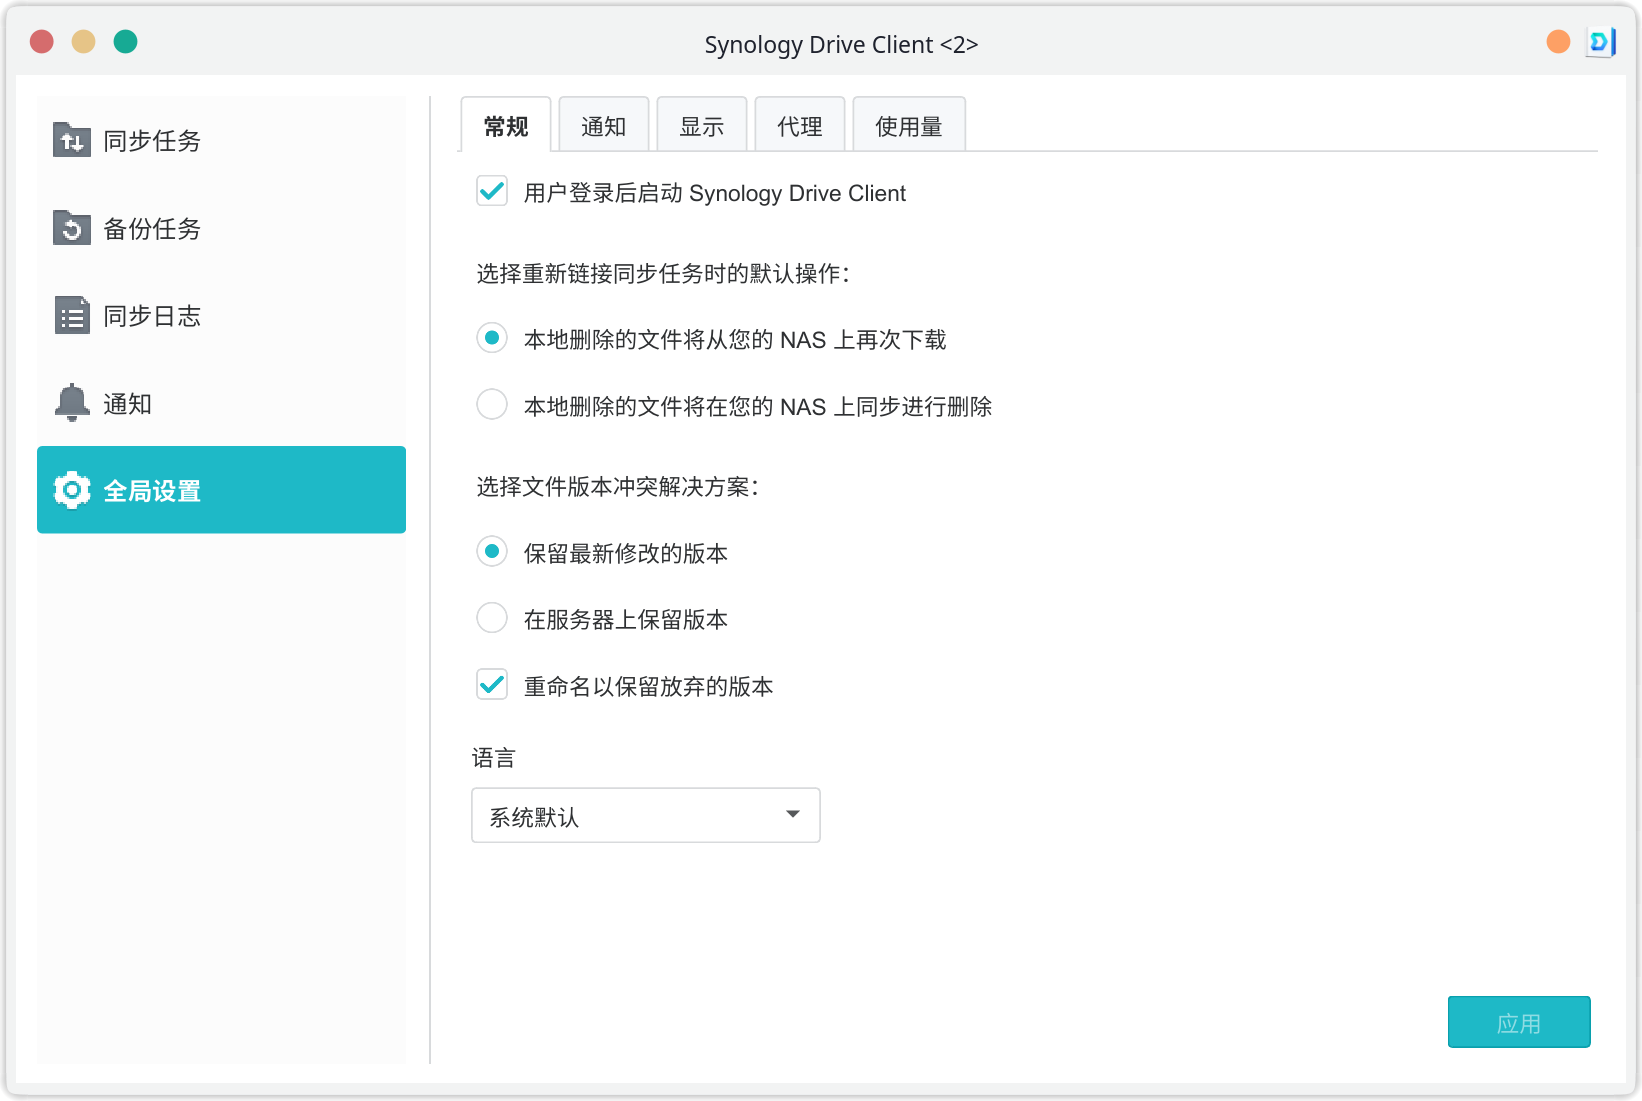 Synology Drive Client <2>
同步任务
备份任务
同步日志
通知
全局设置
常规
通知
显示
代理
使用量
用户登录后启动 Synology Drive Client
选择重新链接同步任务时的默认操作：
本地删除的文件将从您的 NAS 上再次下载
本地删除的文件将在您的 NAS 上同步进行删除
选择文件版本冲突解决方案：
保留最新修改的版本
在服务器上保留版本
重命名以保留放弃的版本
语言
系统默认
应用